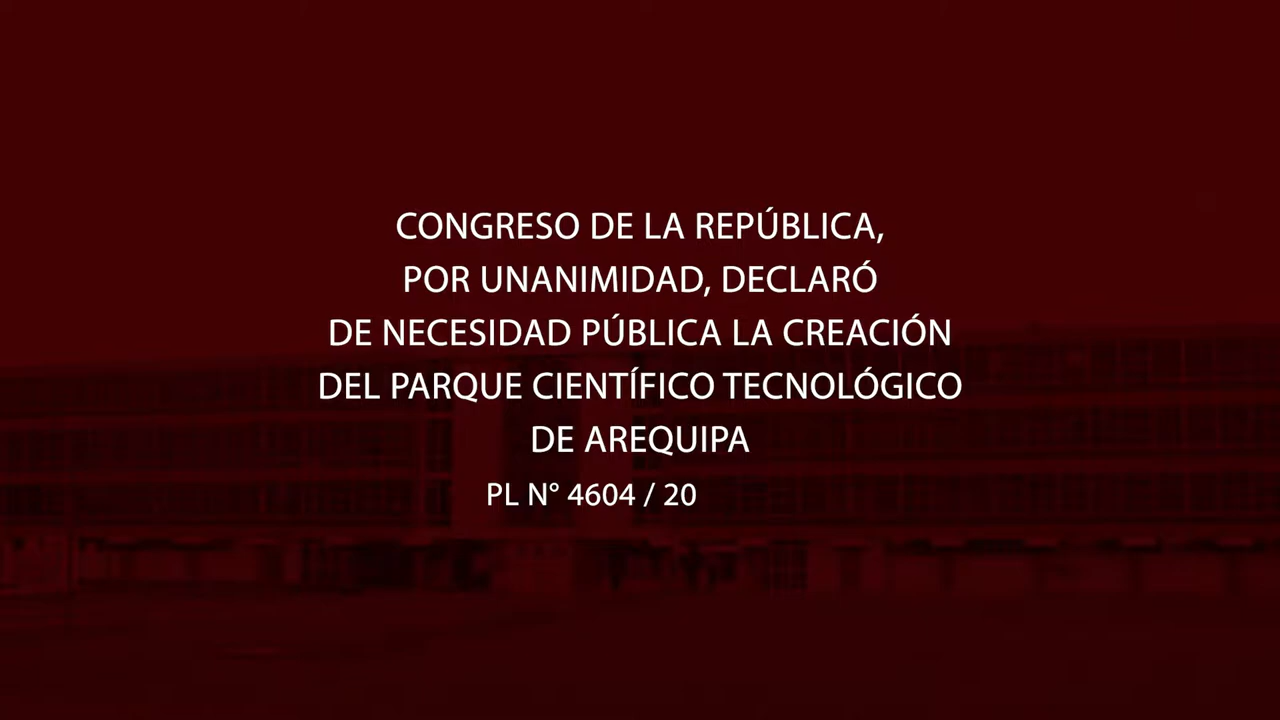 CONGRESO DE LA REPÚBLICA,
POR UNANIMIDAD, DECLARÓ
DE NECESIDAD PÚBLICA LA CREACIÓN
DEL PARQUE CIENTÍFICO TECNOLÓGICO
DE AREQUIPA
PL N° 4604 / 20